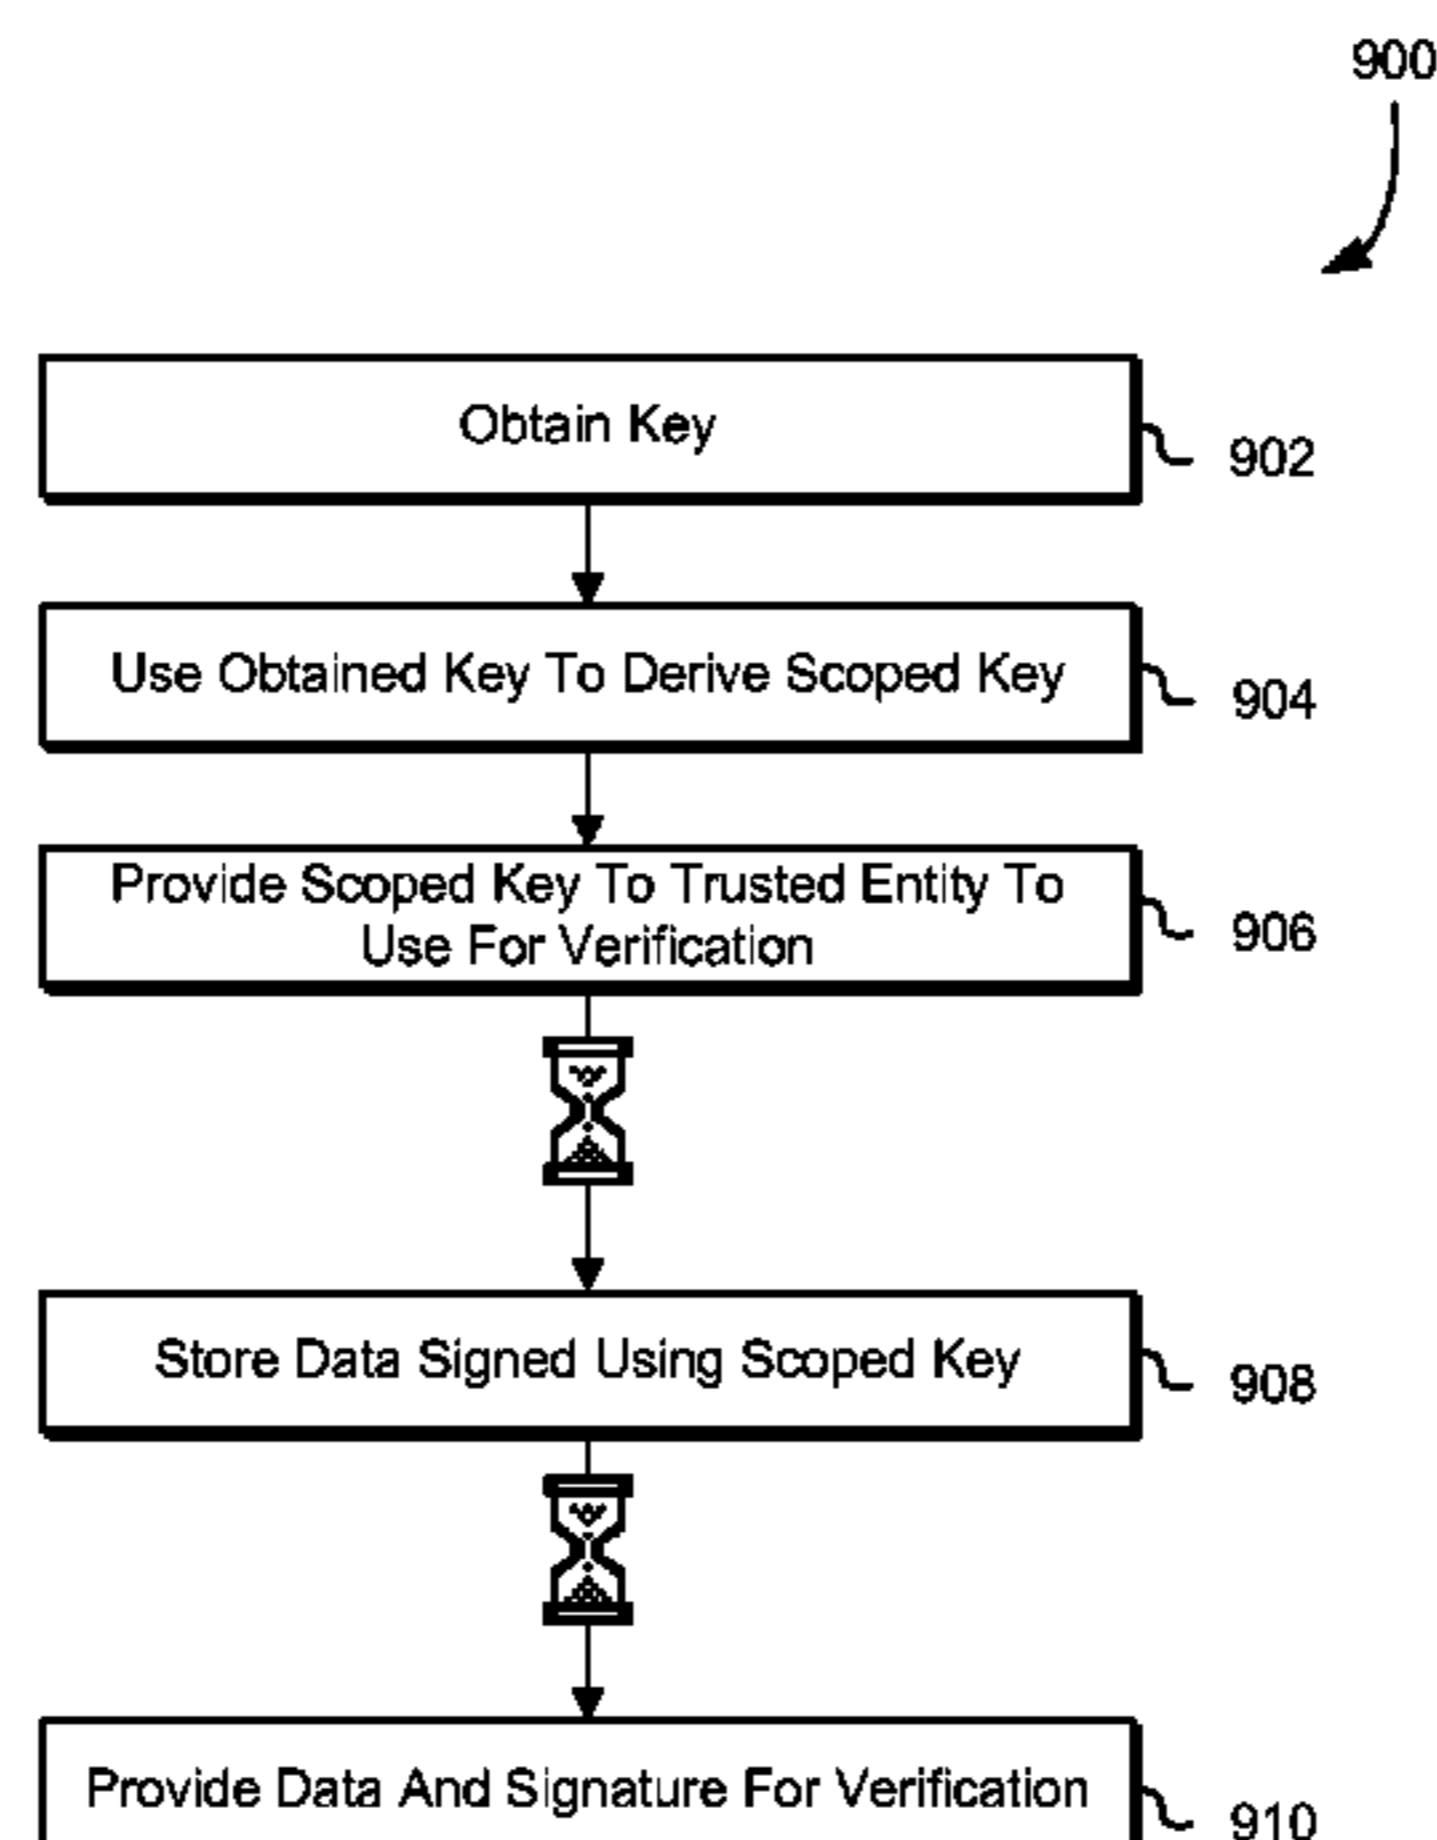 900
Obtain Key
902
Use Obtained Key To Derive Scoped Key
904
Provide Scoped Key To Trusted Entity To
Use For Verification
906
Store Data Signed Using Scoped Key
908
Provide Data And Signature For Verification
910